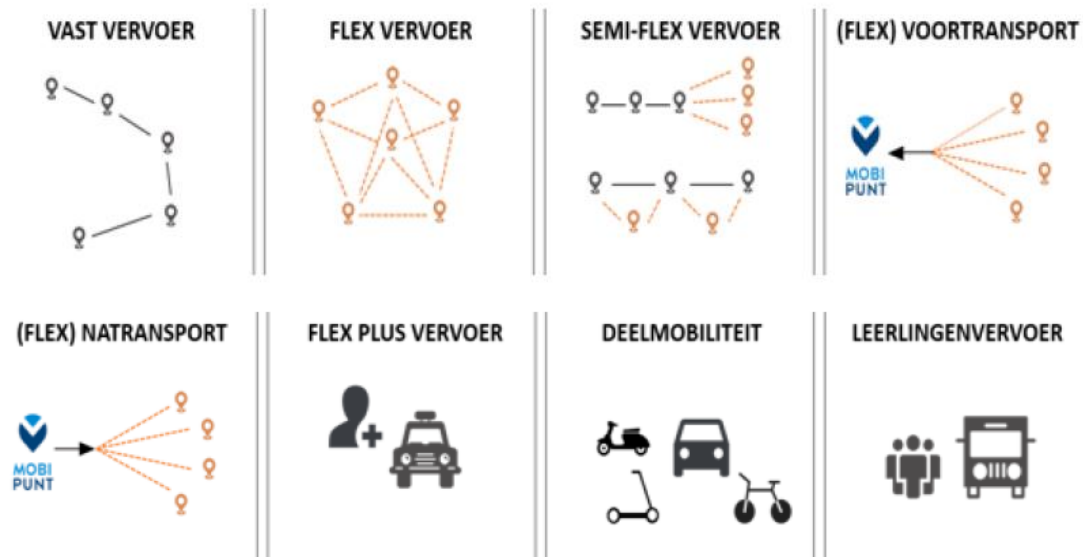 VAST VERVOER
FLEX VERVOER
SEMI-FLEX VERVOER
(FLEX) VOORTRANSPORT
MOBI
PUNT
(FLEX) NATRANSPORT
FLEX PLUS VERVOER
DEELMOBILITEIT
LEERLINGENVERVOER
MOBI
PUNT